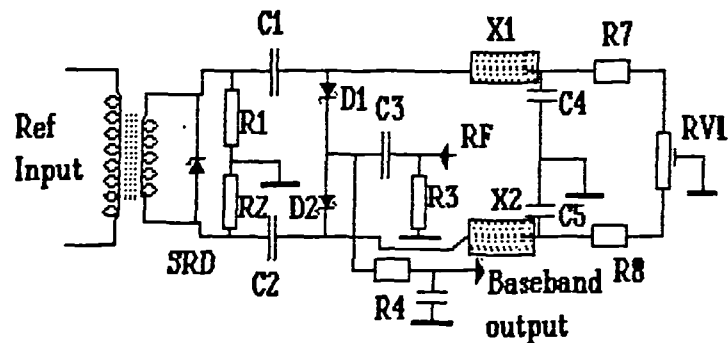 C1
X1
R7
Ref
Input
R1
D1
C3
RF
C4
RV1
R2
D2
R3
X2
C5
SRD
C2
R4
Baseband
output
R8